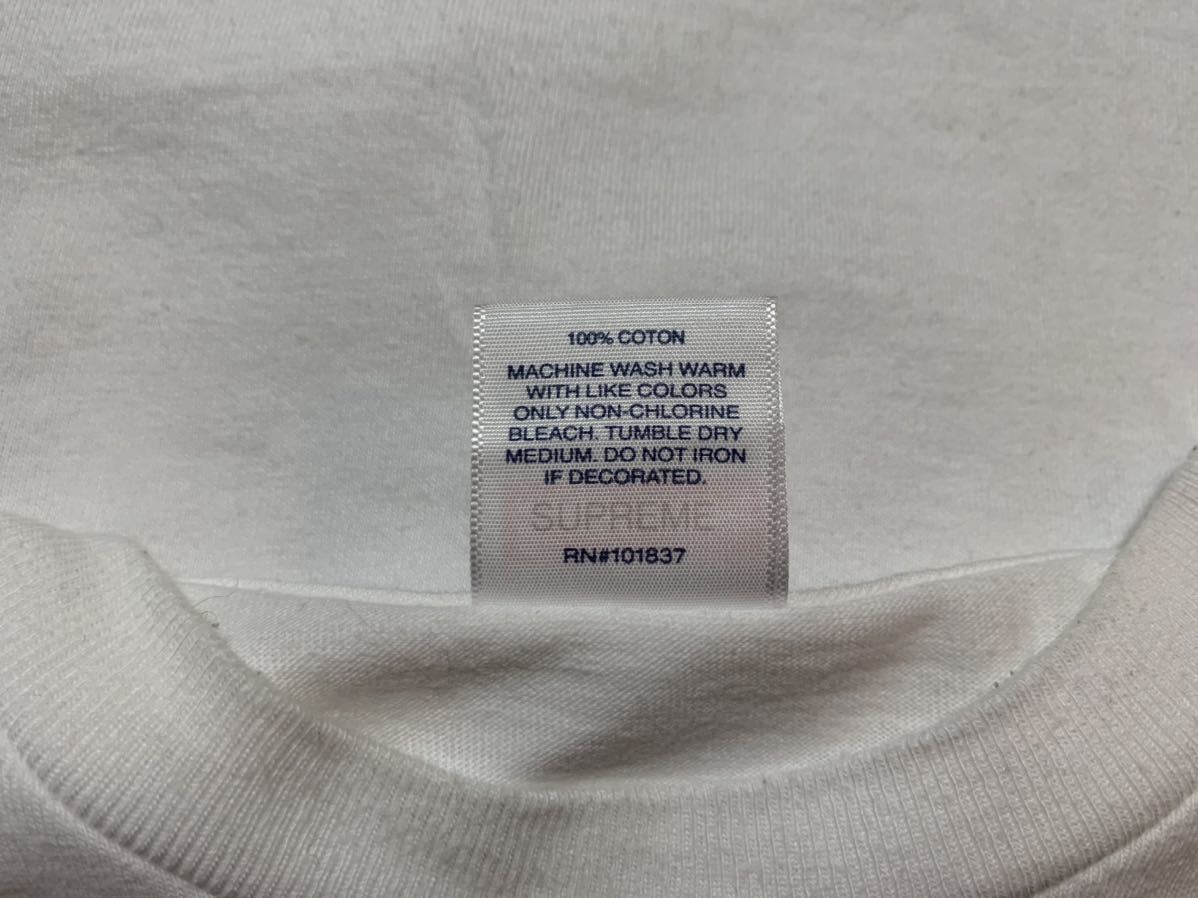 100% COTON
MACHINE WASH WARM
WITH LIKE COLORS
ONLY NON-CHLORINE
BLEACH. TUMBLE DRY
MEDIUM. DO NOT IRON
IF DECORATED.
SUPREME
RN#101837